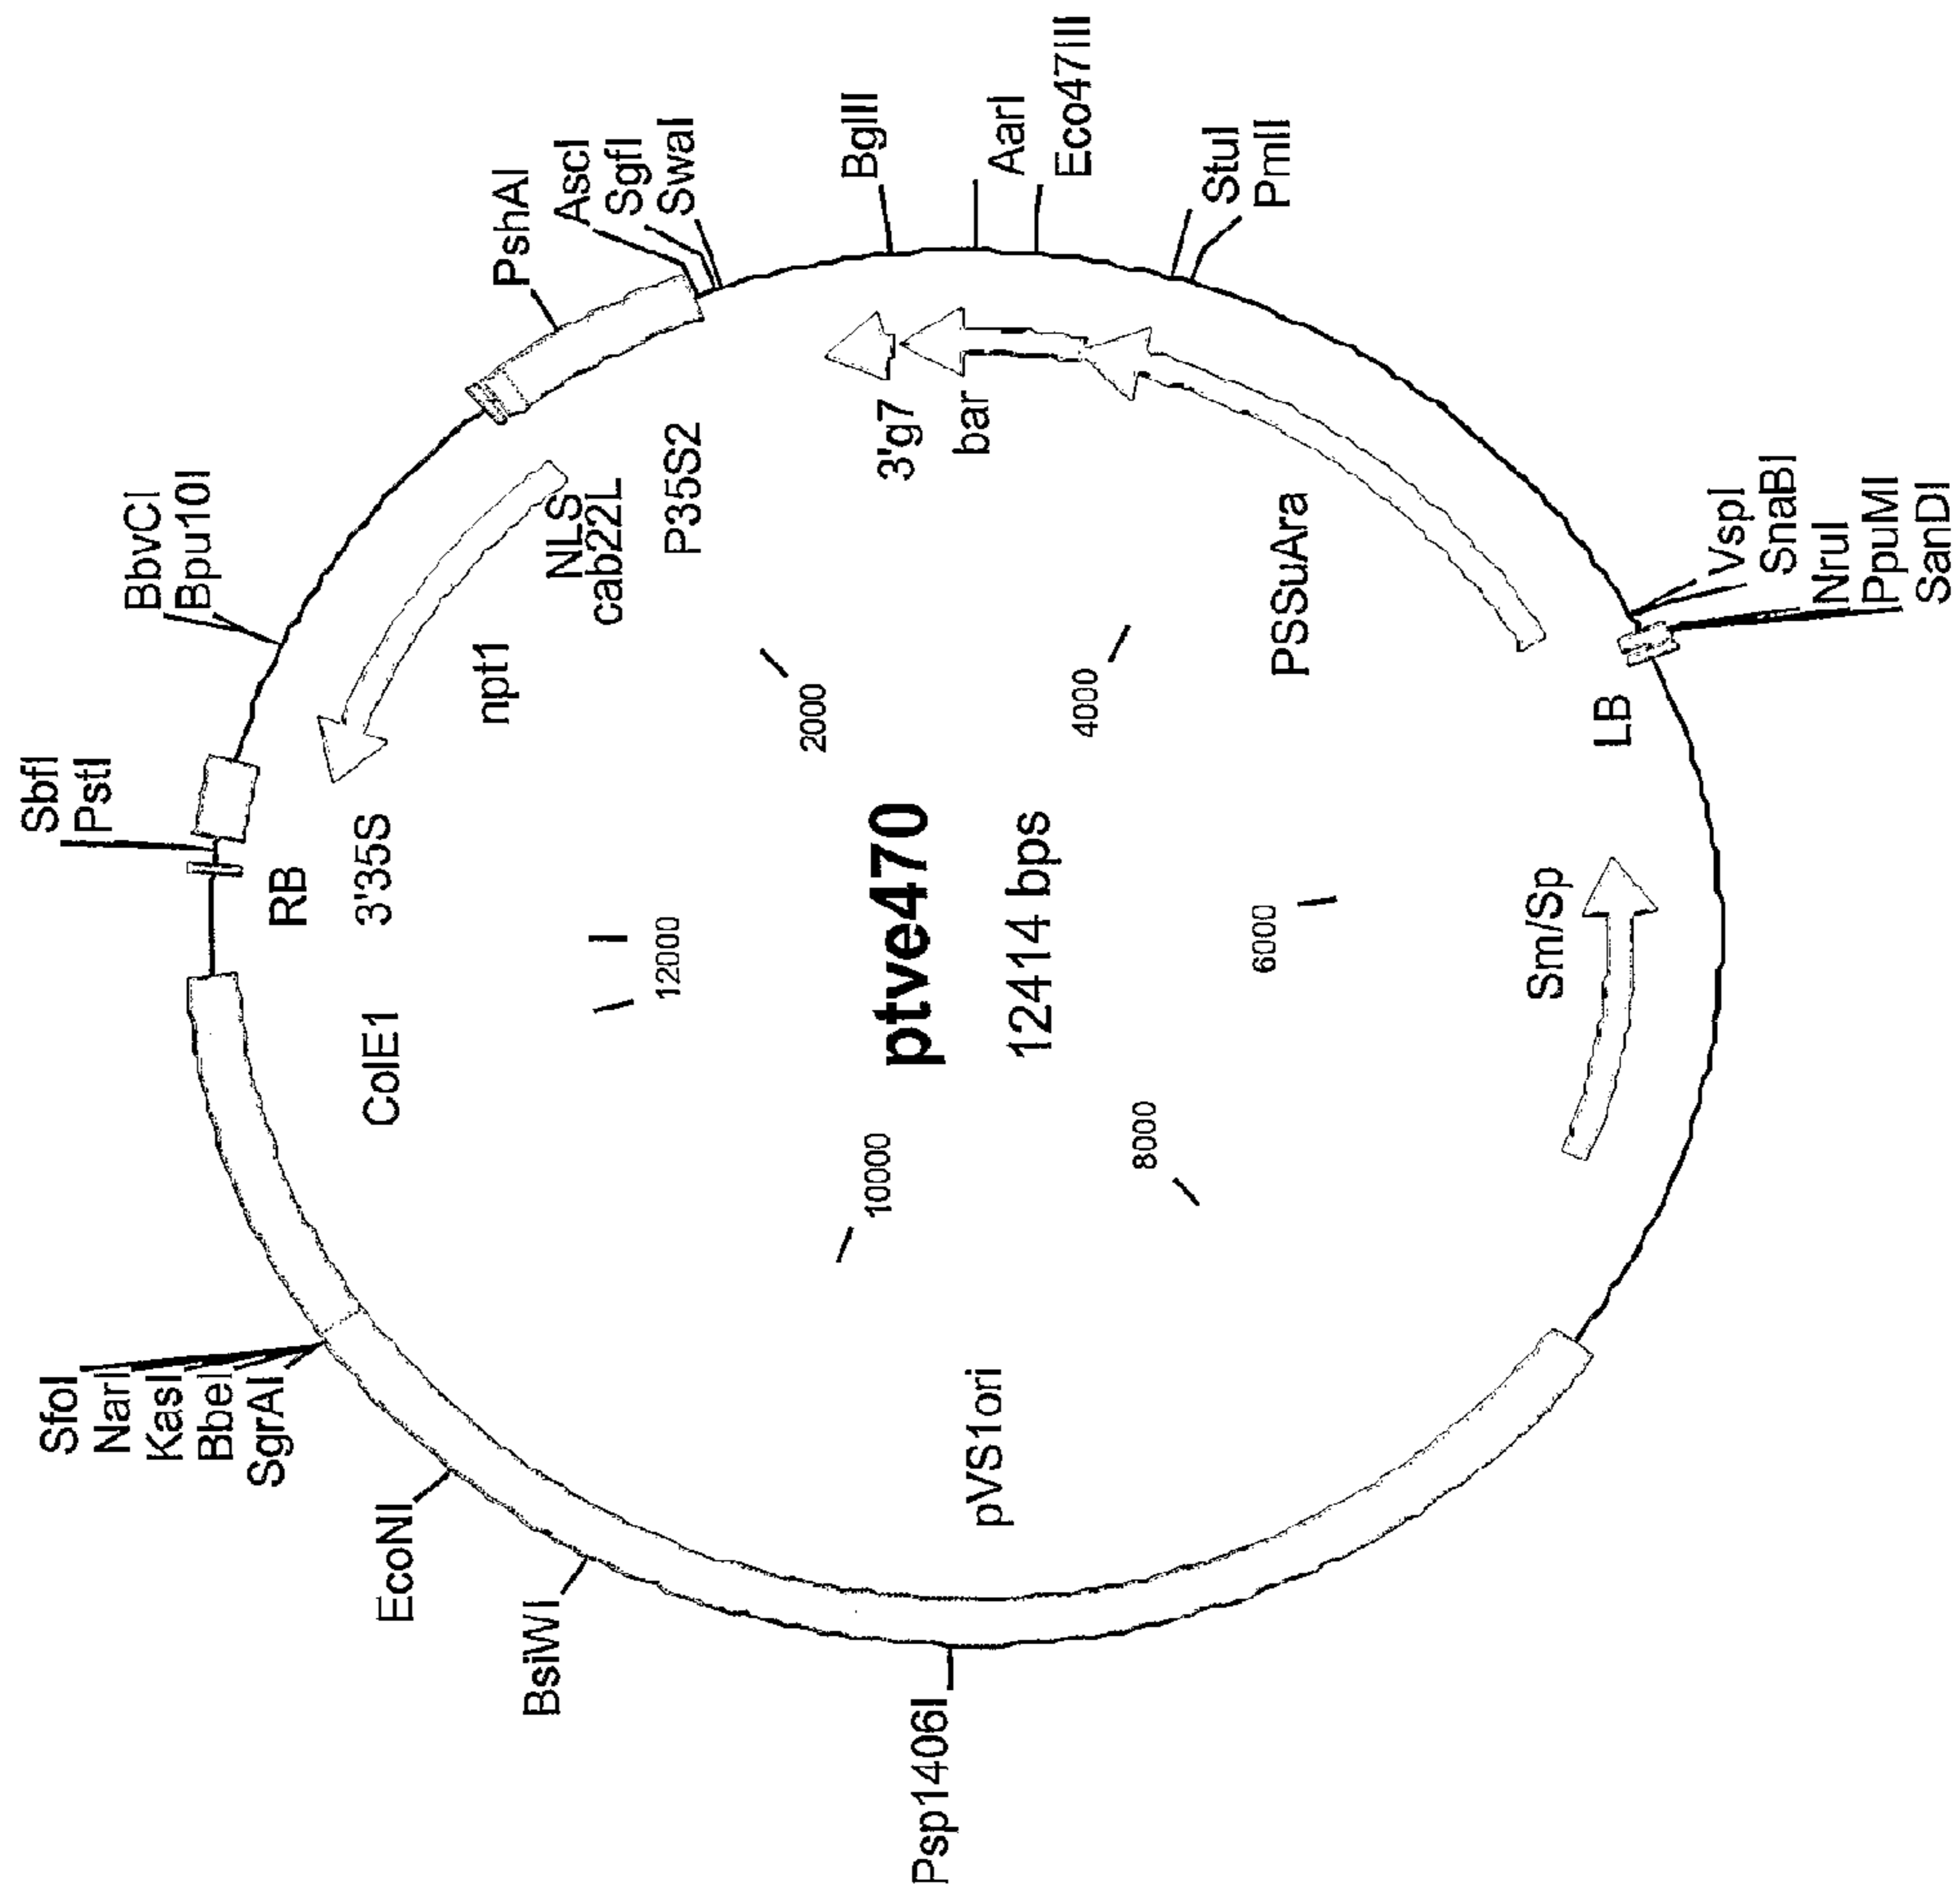 SbfI
PstI
BbvCI
Bpu10I
PshAI
AscI
SgfI
SwaI
BglII
AarI
Eco47III
StuI
PmlI
VspI
SnaBI
NruI
PpuMI
SanDI
Psp1406I
BsiWI
EcoNI
SfoI
NarI
KasI
BbeI
SgrAI
RB
3'35S
npt1
NLS
cab22L
P35S2
3'g7
bar
PSSuAra
LB
Sm/Sp
pVS1ori
ColE1
2000
4000
6000
8000
10000
12000
ptve470
12414 bps